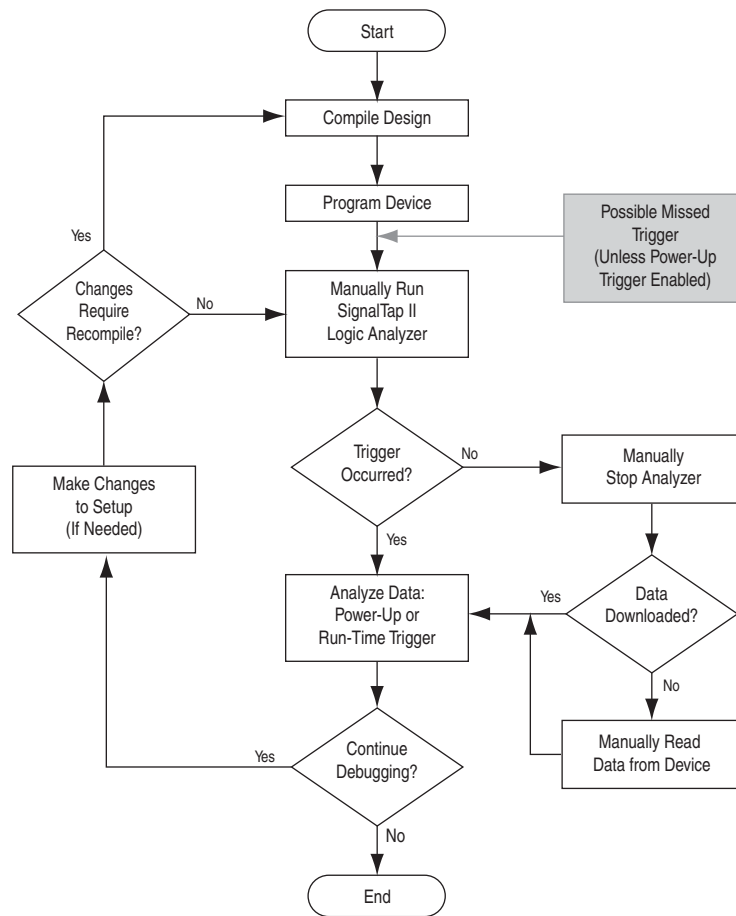 Start
Compile Design
Program Device
Possible Missed
Trigger
(Unless Power-Up
Trigger Enabled)
Yes
Changes
Require
Recompile?
No
Manually Run
SignalTap II
Logic Analyzer
Trigger
Occurred?
No
Manually
Stop Analyzer
Make Changes
to Setup
(If Needed)
Yes
Analyze Data:
Power-Up or
Run-Time Trigger
Yes
Data
Downloaded?
No
Yes
Continue
Debugging?
Manually Read
Data from Device
No
End